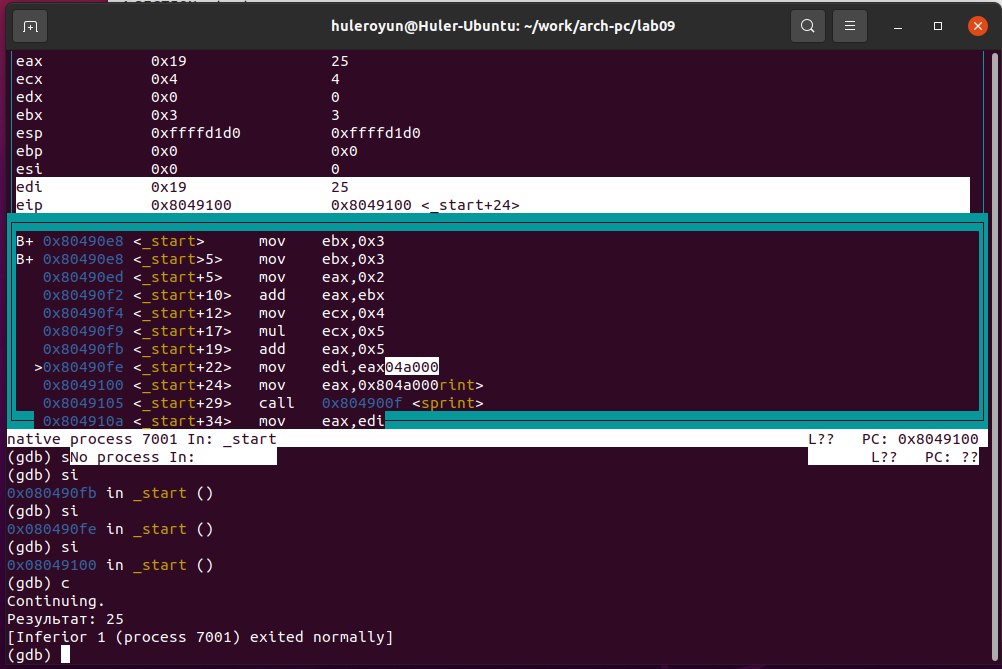 huleroyun@Huler-Ubuntu: ~/work/arch-pc/lab09
eax 0x19 25
ecx 0x4 4
edx 0x0 0
ebx 0x3 3
esp 0xffffd1d0 0xffffd1d0
ebp 0x0 0x0
esi 0x0 0
edi 0x19 25
eip 0x8049100 0x8049100 <_start+24>
B+ 0x80490e8 <_start> mov ebx,0x3
B+ 0x80490e8 <_start>5> mov ebx,0x3
0x80490ed <_start+5> mov eax,0x2
0x80490f2 <_start+10> add eax,ebx
0x80490f4 <_start+12> mov ecx,0x4
0x80490f9 <_start+17> mul ecx,0x5
0x80490fb <_start+19> add eax,0x5
>0x80490fe <_start+22> mov edi,eax04a000
0x8049100 <_start+24> mov eax,0x804a000rint>
0x8049105 <_start+29> call 0x804900f <sprint>
0x804910a <_start+34> mov eax,edi
native process 7001 In: _start L?? PC: 0x8049100
(gdb) sNo process In: L?? PC: ??
(gdb) si
0x080490fb in _start ()
(gdb) si
0x080490fe in _start ()
(gdb) si
0x08049100 in _start ()
(gdb) c
Continuing.
Результат: 25
[Inferior 1 (process 7001) exited normally]
(gdb)